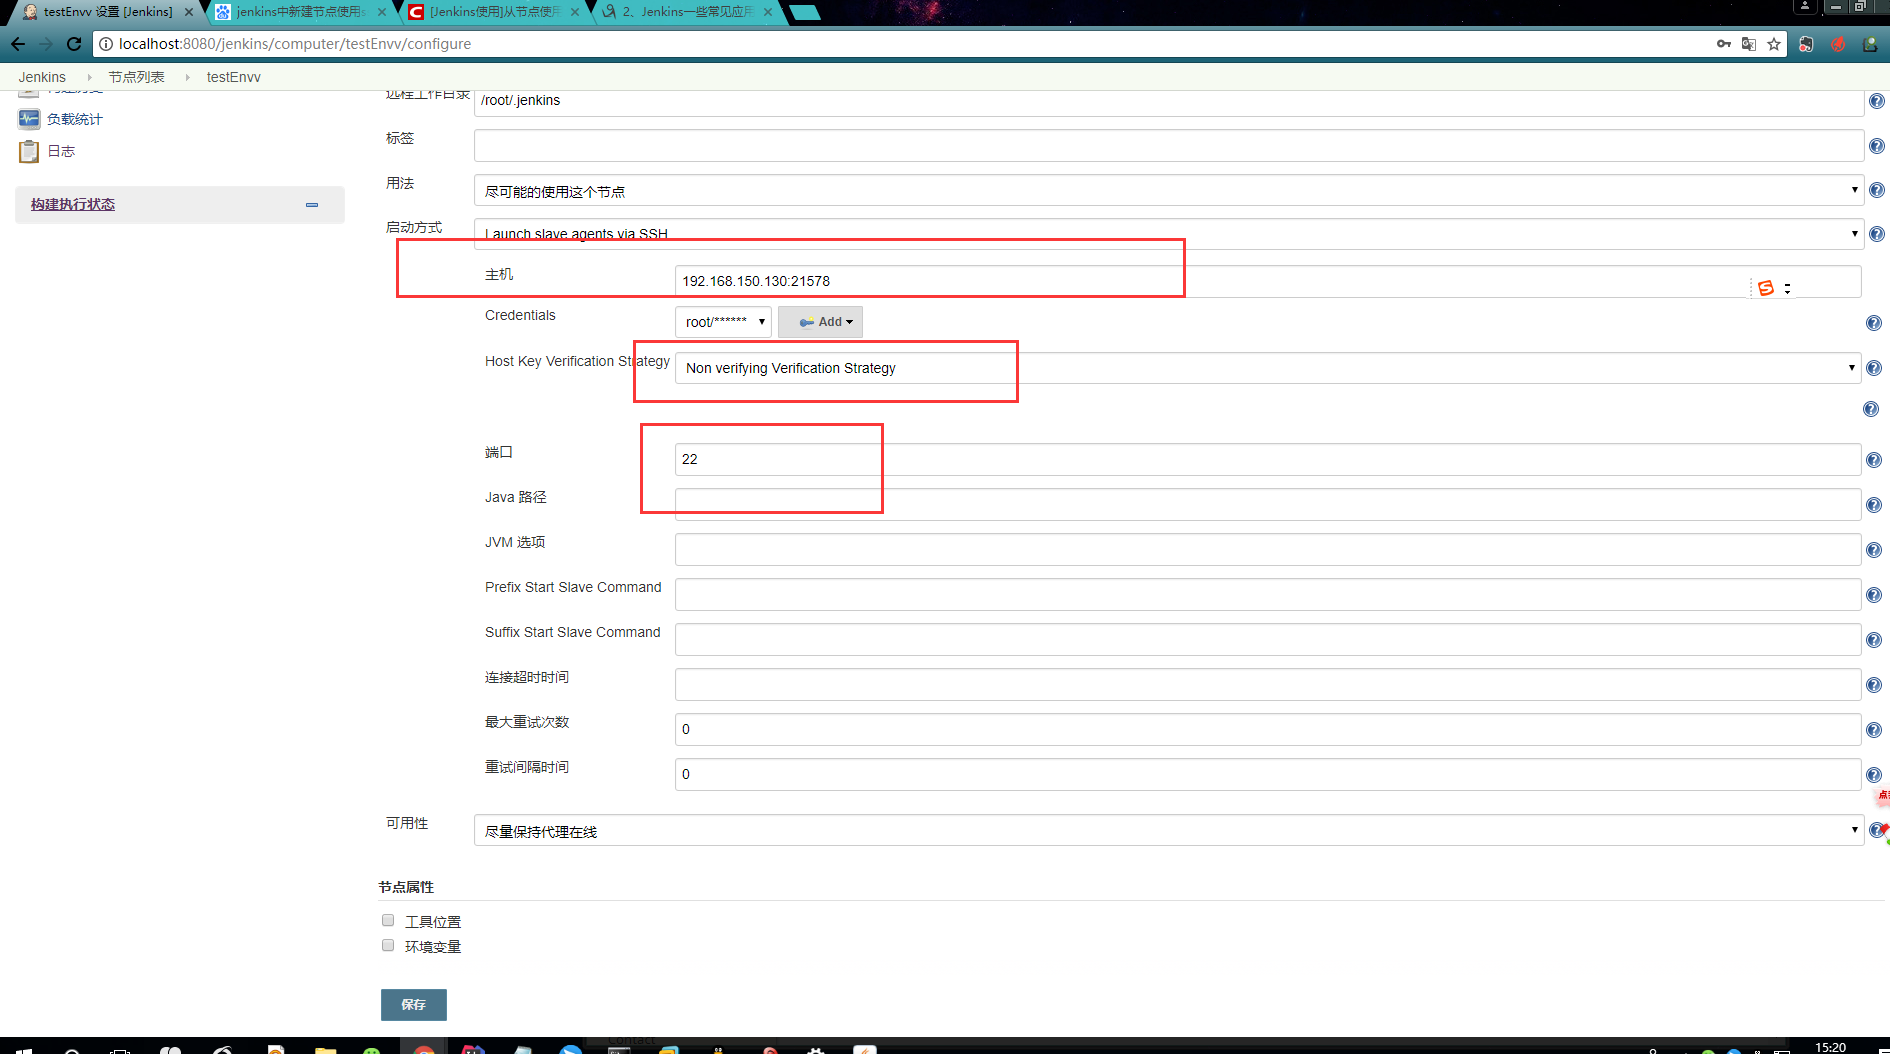 testEnvv 设置 [Jenkins]
jenkins中新建节点使用s
[Jenkins使用]从节点使用
2、Jenkins一些常见应用
localhost:8080/jenkins/computer/testEnvv/configure
Jenkins
节点列表
testEnvv
构建历史
负载统计
日志
构建执行状态
远程工作目录
/root/.jenkins
标签
用法
尽可能的使用这个节点
启动方式
Launch slave agents via SSH
主机
192.168.150.130:21578
Credentials
root/******
Add
Host Key Verification Strategy
Non verifying Verification Strategy
端口
22
Java 路径
JVM 选项
Prefix Start Slave Command
Suffix Start Slave Command
连接超时时间
最大重试次数
0
重试间隔时间
0
可用性
尽量保持代理在线
节点属性
工具位置
环境变量
保存
15:20